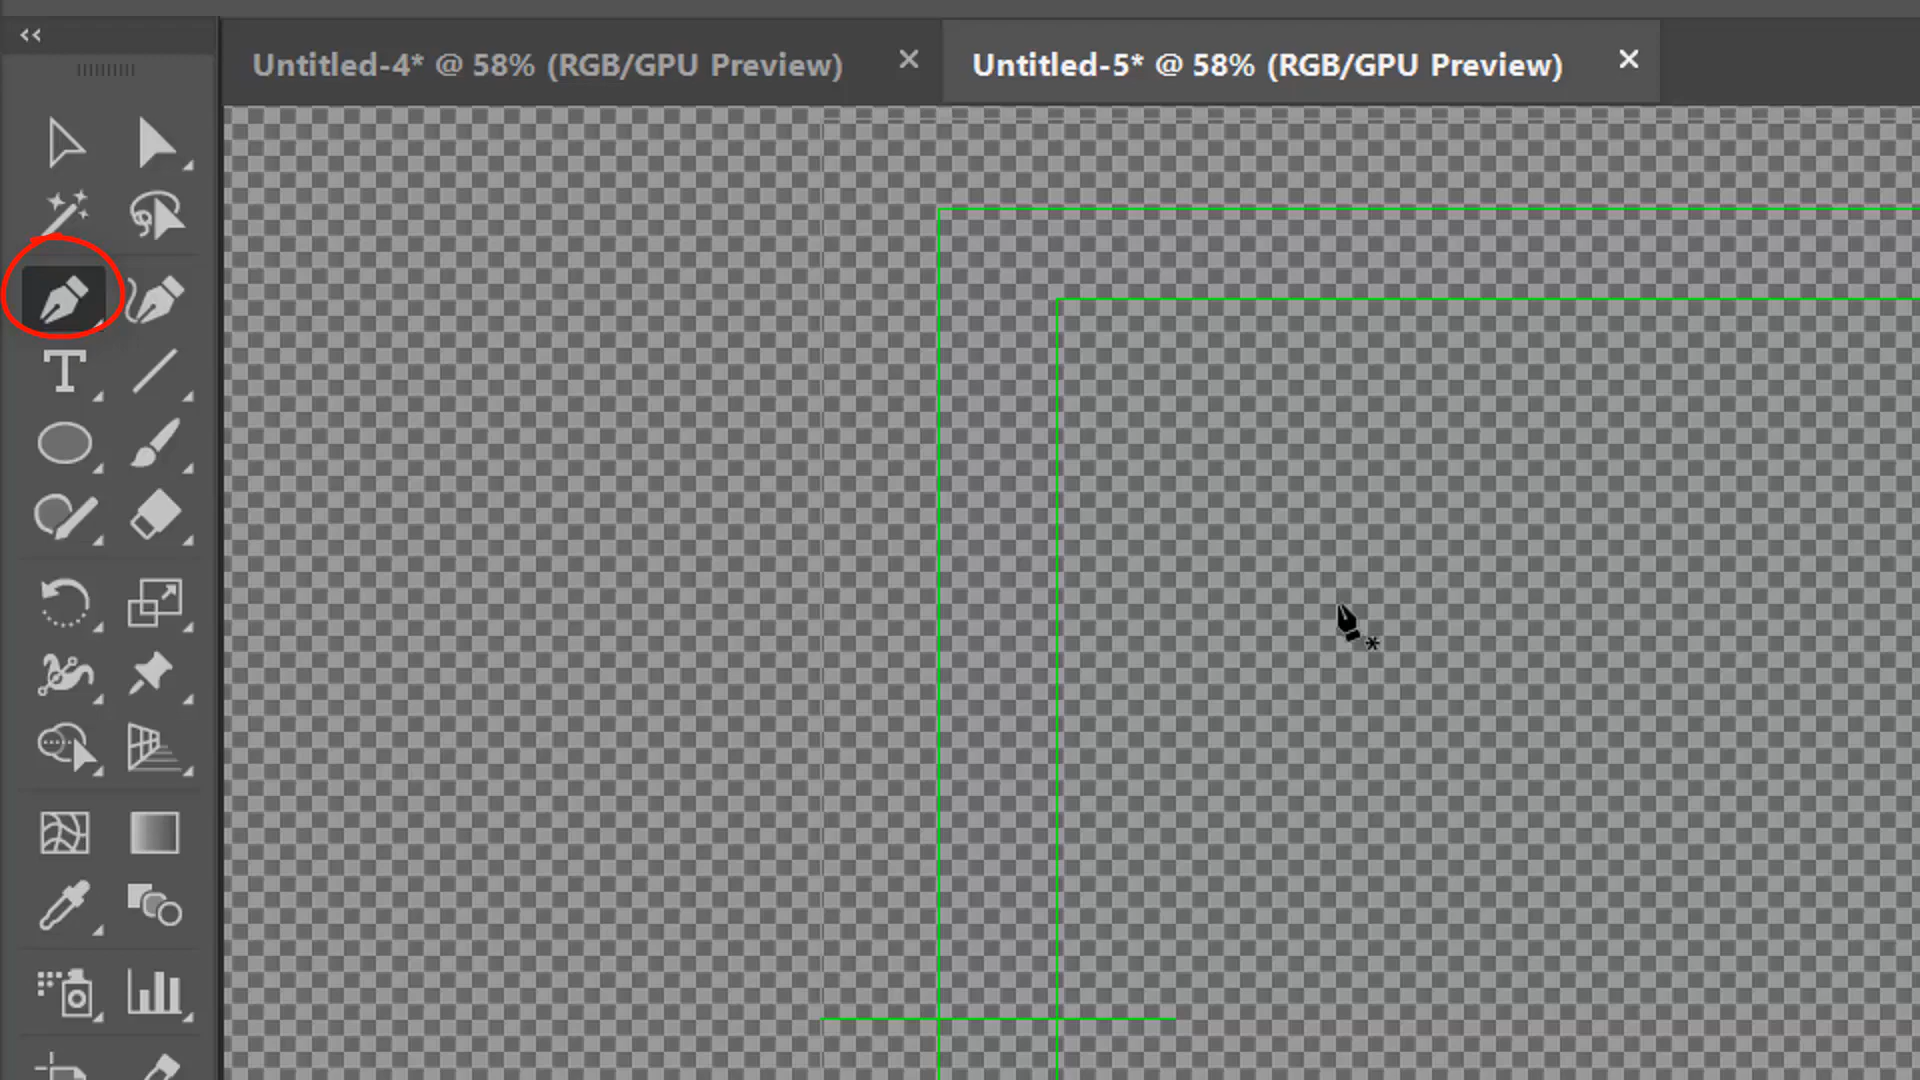 Untitled-4* @ 58% (RGB/GPU Preview)
Untitled-5* @ 58% (RGB/GPU Preview)